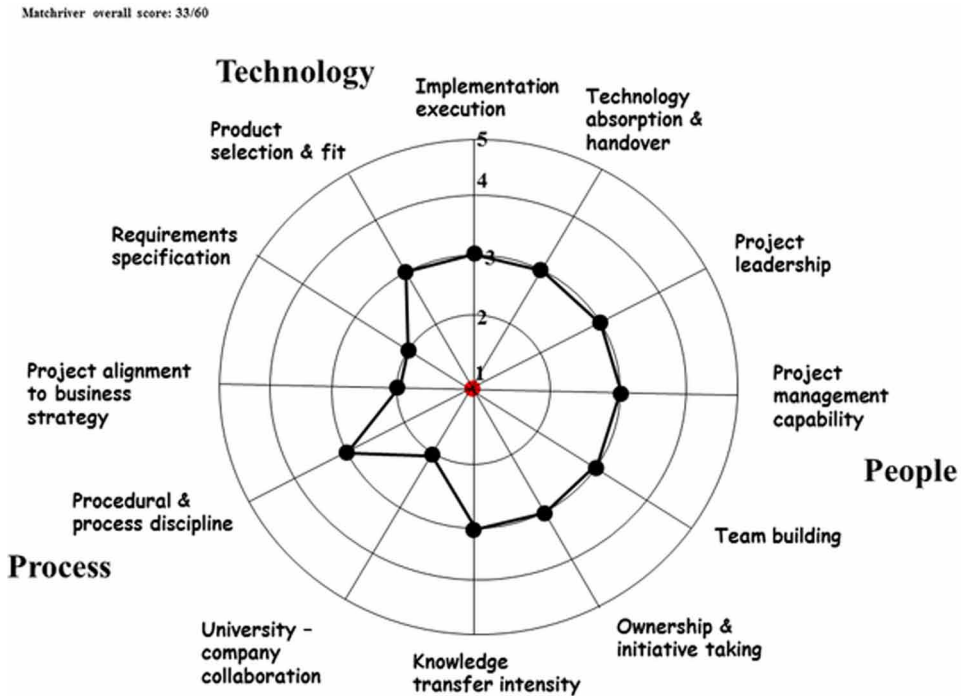 Matchriver overall score: 33/60
Technology
Implementation
execution
Technology
absorption &
handover
Product
selection & fit
5
4
Requirements
specification
Project
leadership
3
2
Project alignment
to business
strategy
1
Project
management
capability
People
Procedural &
process discipline
Team building
Process
University –
company
collaboration
Knowledge
transfer intensity
Ownership &
initiative taking